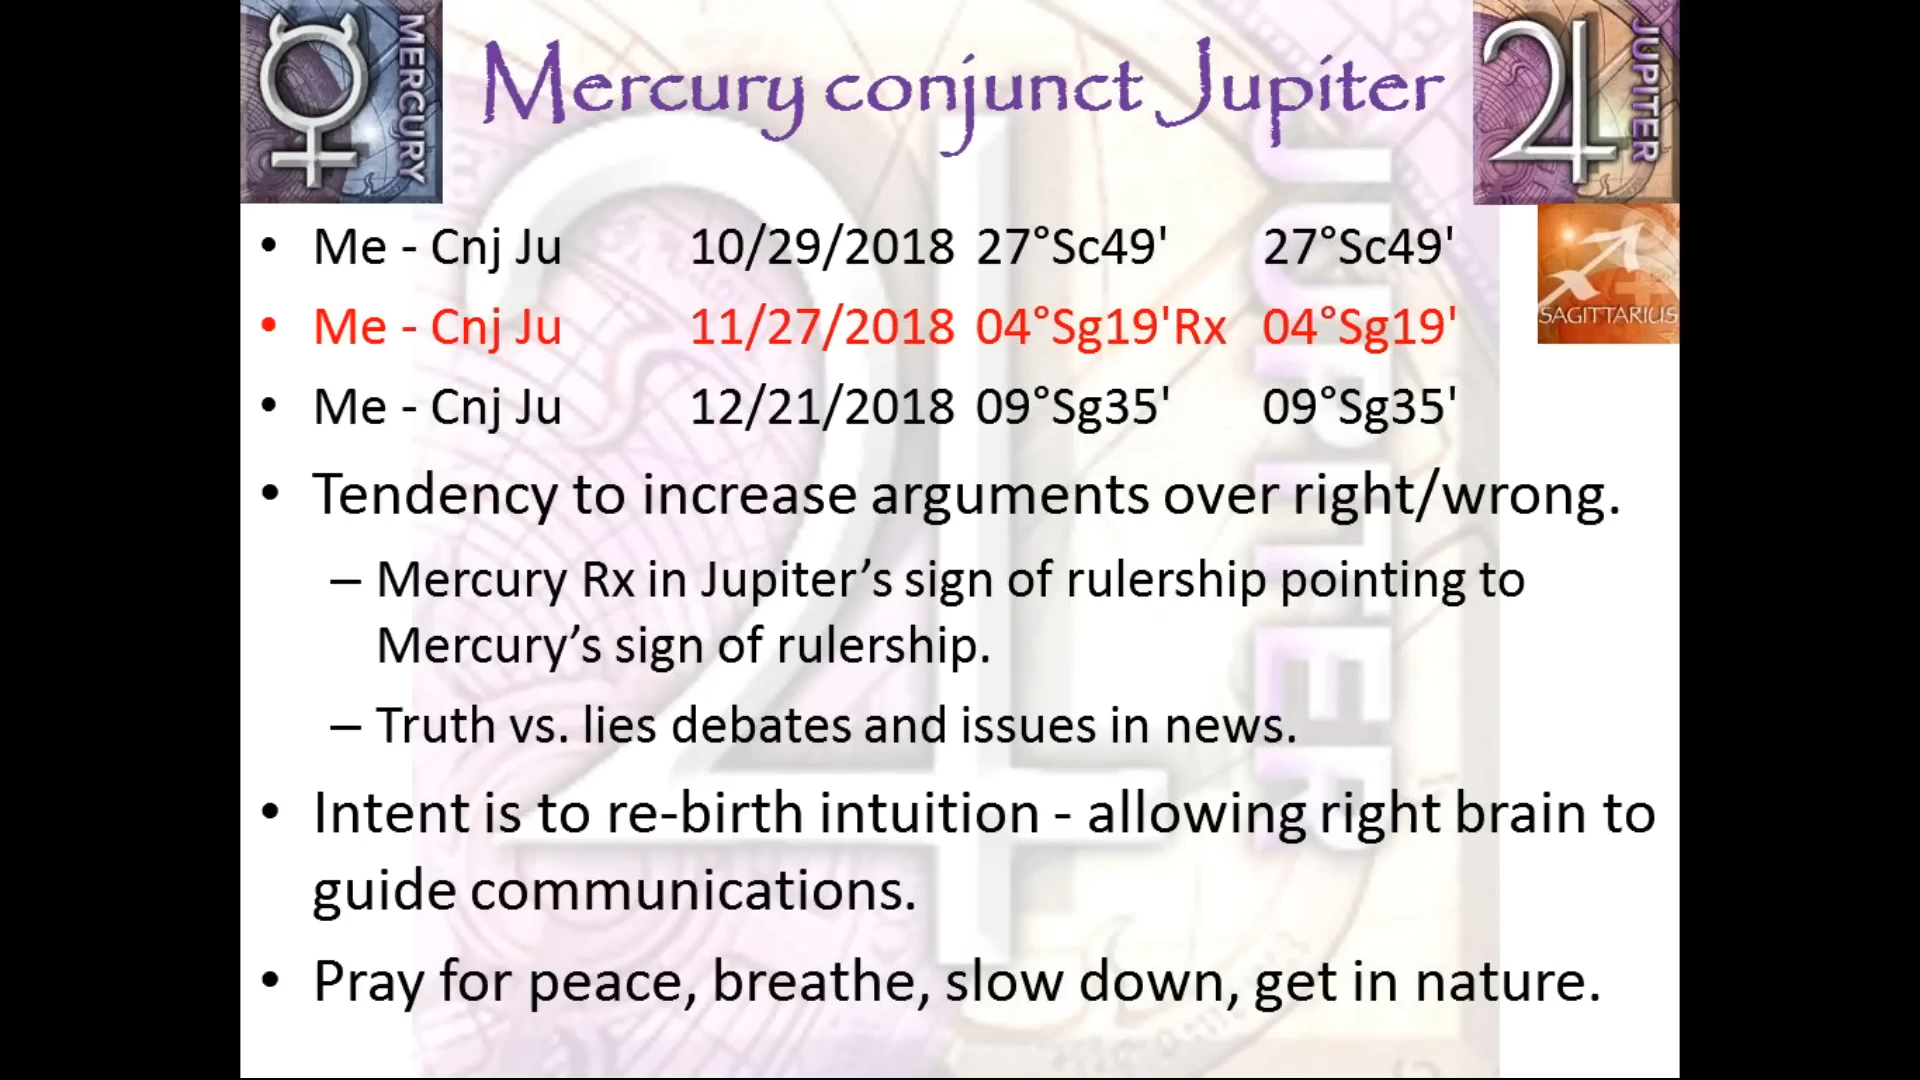 MERCURY
Mercury conjunct Jupiter
JUPITER
• Me - Cnj Ju 10/29/2018 27°Sc49' 27°Sc49'
• Me - Cnj Ju 11/27/2018 04°Sg19'Rx 04°Sg19'
SAGITTARIUS
• Me - Cnj Ju 12/21/2018 09°Sg35' 09°Sg35'
• Tendency to increase arguments over right/wrong.
– Mercury Rx in Jupiter’s sign of rulership pointing to
Mercury’s sign of rulership.
– Truth vs. lies debates and issues in news.
• Intent is to re-birth intuition - allowing right brain to
guide communications.
• Pray for peace, breathe, slow down, get in nature.
JUPITER